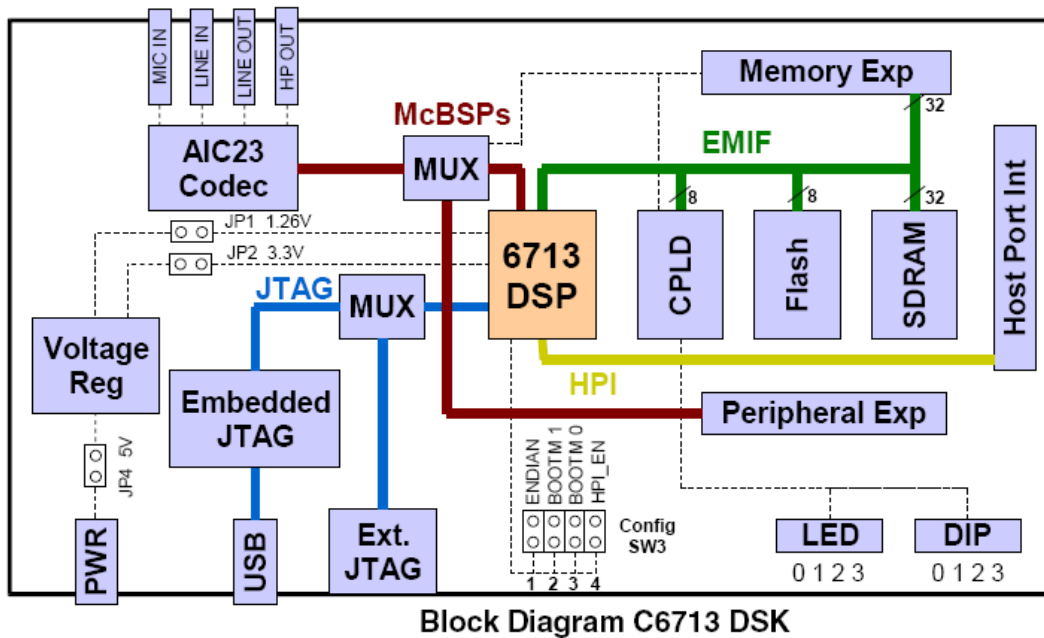 MIC IN
LINE IN
LINE OUT
HP OUT
Memory Exp
32
McBSPs
AIC23
Codec
MUX
EMIF
8
8
32
Host Port Int
JP1 1.26V
JP2 3.3V
6713
DSP
CPLD
Flash
SDRAM
JTAG
MUX
Voltage
Reg
HPI
Embedded
JTAG
Peripheral Exp
JP4 5V
ENDIAN
BOOTM 1
BOOTM 0
HPI_EN
Config
SW3
1 2 3 4
PWR
USB
Ext.
JTAG
LED
0 1 2 3
DIP
0 1 2 3
Block Diagram C6713 DSK